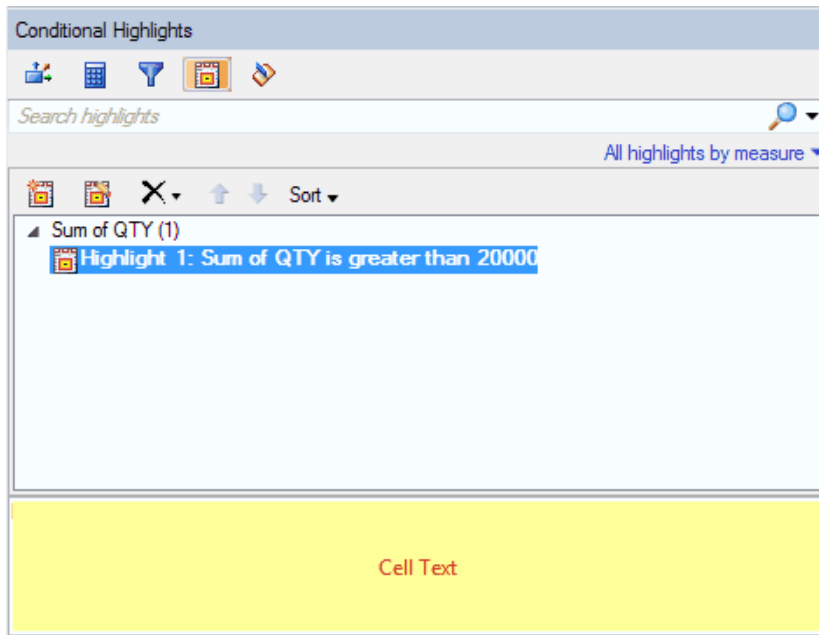 Conditional Highlights
Search highlights
All highlights by measure
Sort
Sum of QTY (1)
Highlight 1: Sum of QTY is greater than 20000
Cell Text